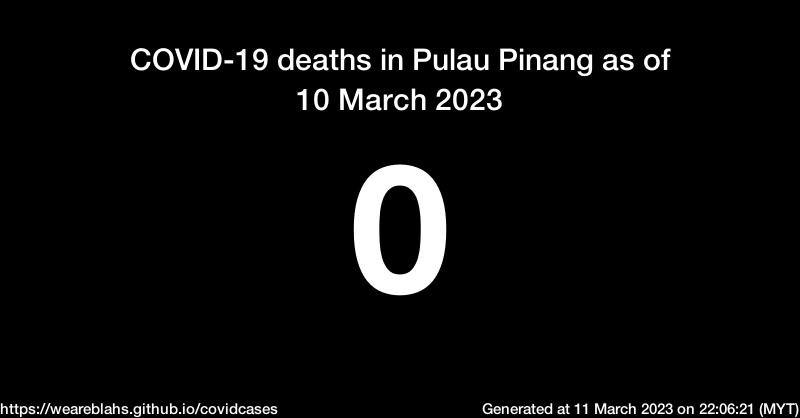 COVID-19 deaths in Pulau Pinang as of
10 March 2023
0
https://weareblahs.github.io/covidcases
Generated at 11 March 2023 on 22:06:21 (MYT)